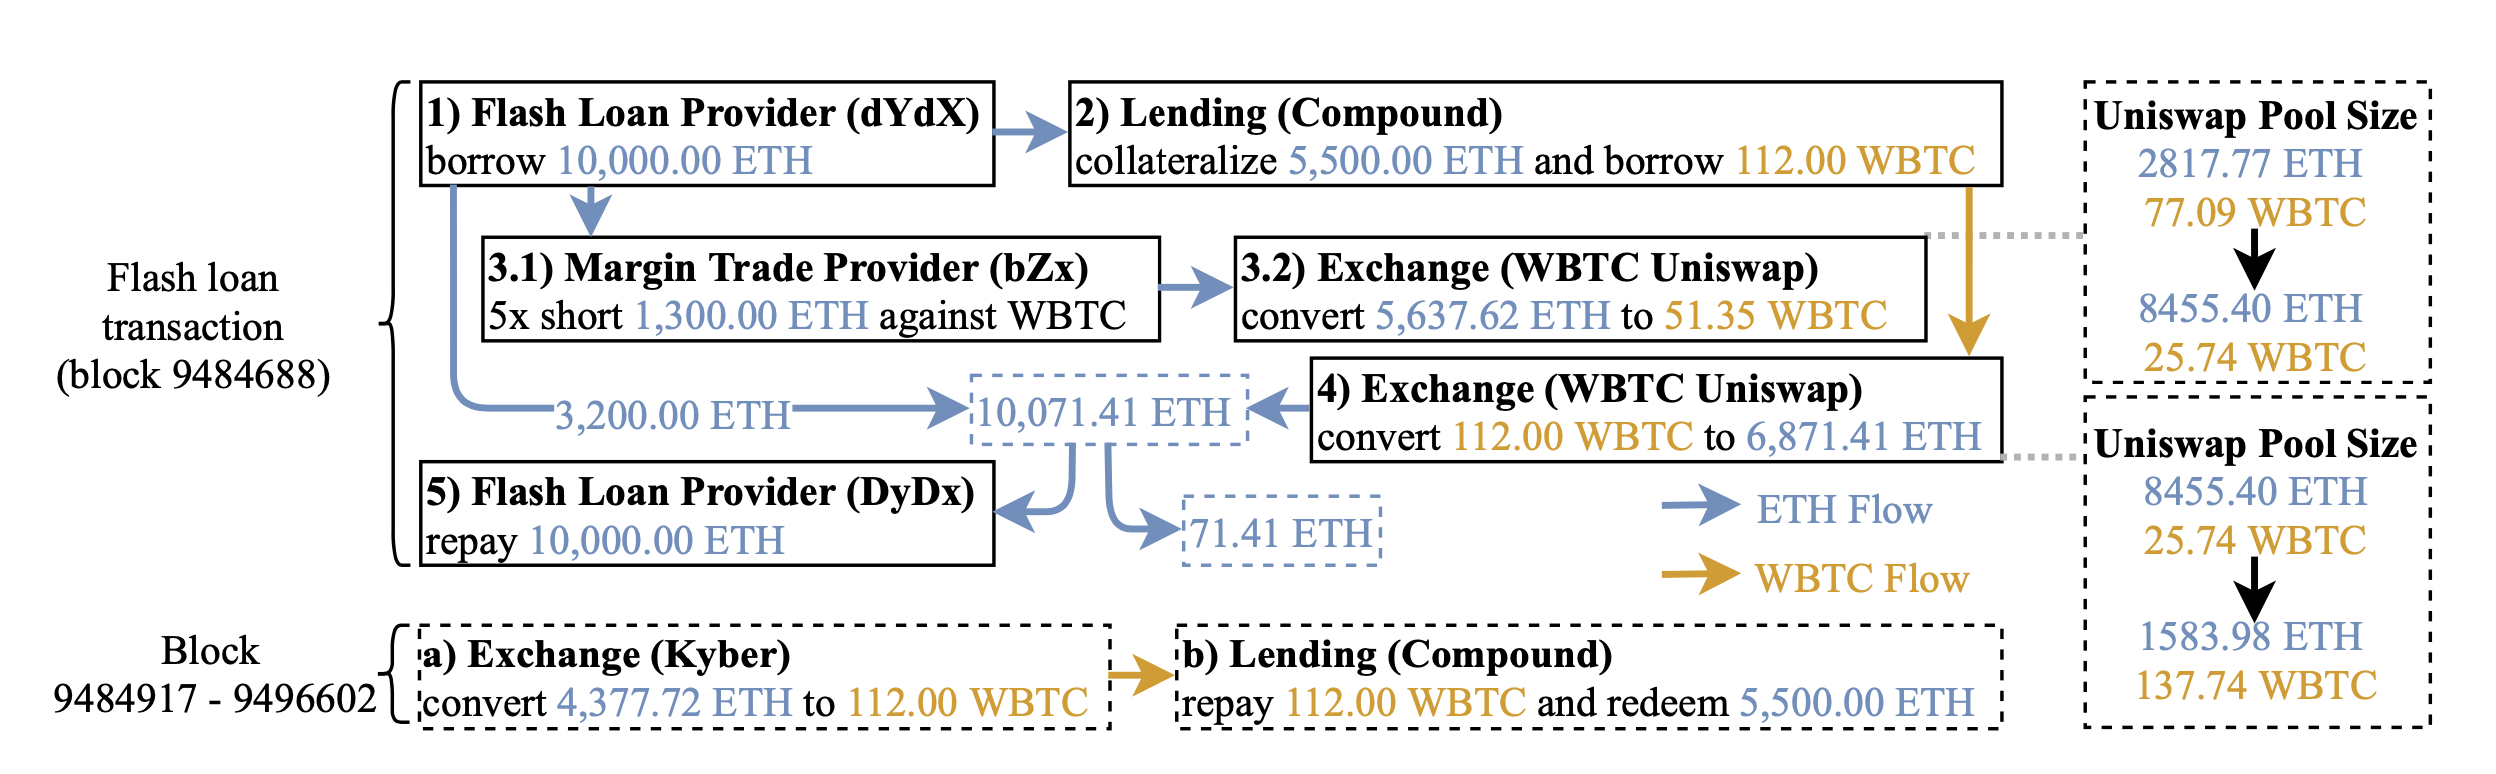 Flash loan
transaction
(block 9484688)
1) Flash Loan Provider (dYdX)
borrow 10,000.00 ETH
2) Lending (Compound)
collateralize 5,500.00 ETH and borrow 112.00 WBTC
3.1) Margin Trade Provider (bZx)
5x short 1,300.00 ETH against WBTC
3.2) Exchange (WBTC Uniswap)
convert 5,637.62 ETH to 51.35 WBTC
3,200.00 ETH
10,071.41 ETH
4) Exchange (WBTC Uniswap)
convert 112.00 WBTC to 6,871.41 ETH
5) Flash Loan Provider (DyDx)
repay 10,000.00 ETH
71.41 ETH
ETH Flow
WBTC Flow
Uniswap Pool Size
2817.77 ETH
77.09 WBTC
8455.40 ETH
25.74 WBTC
Uniswap Pool Size
8455.40 ETH
25.74 WBTC
1583.98 ETH
137.74 WBTC
Block
9484917 - 9496602
a) Exchange (Kyber)
convert 4,377.72 ETH to 112.00 WBTC
b) Lending (Compound)
repay 112.00 WBTC and redeem 5,500.00 ETH